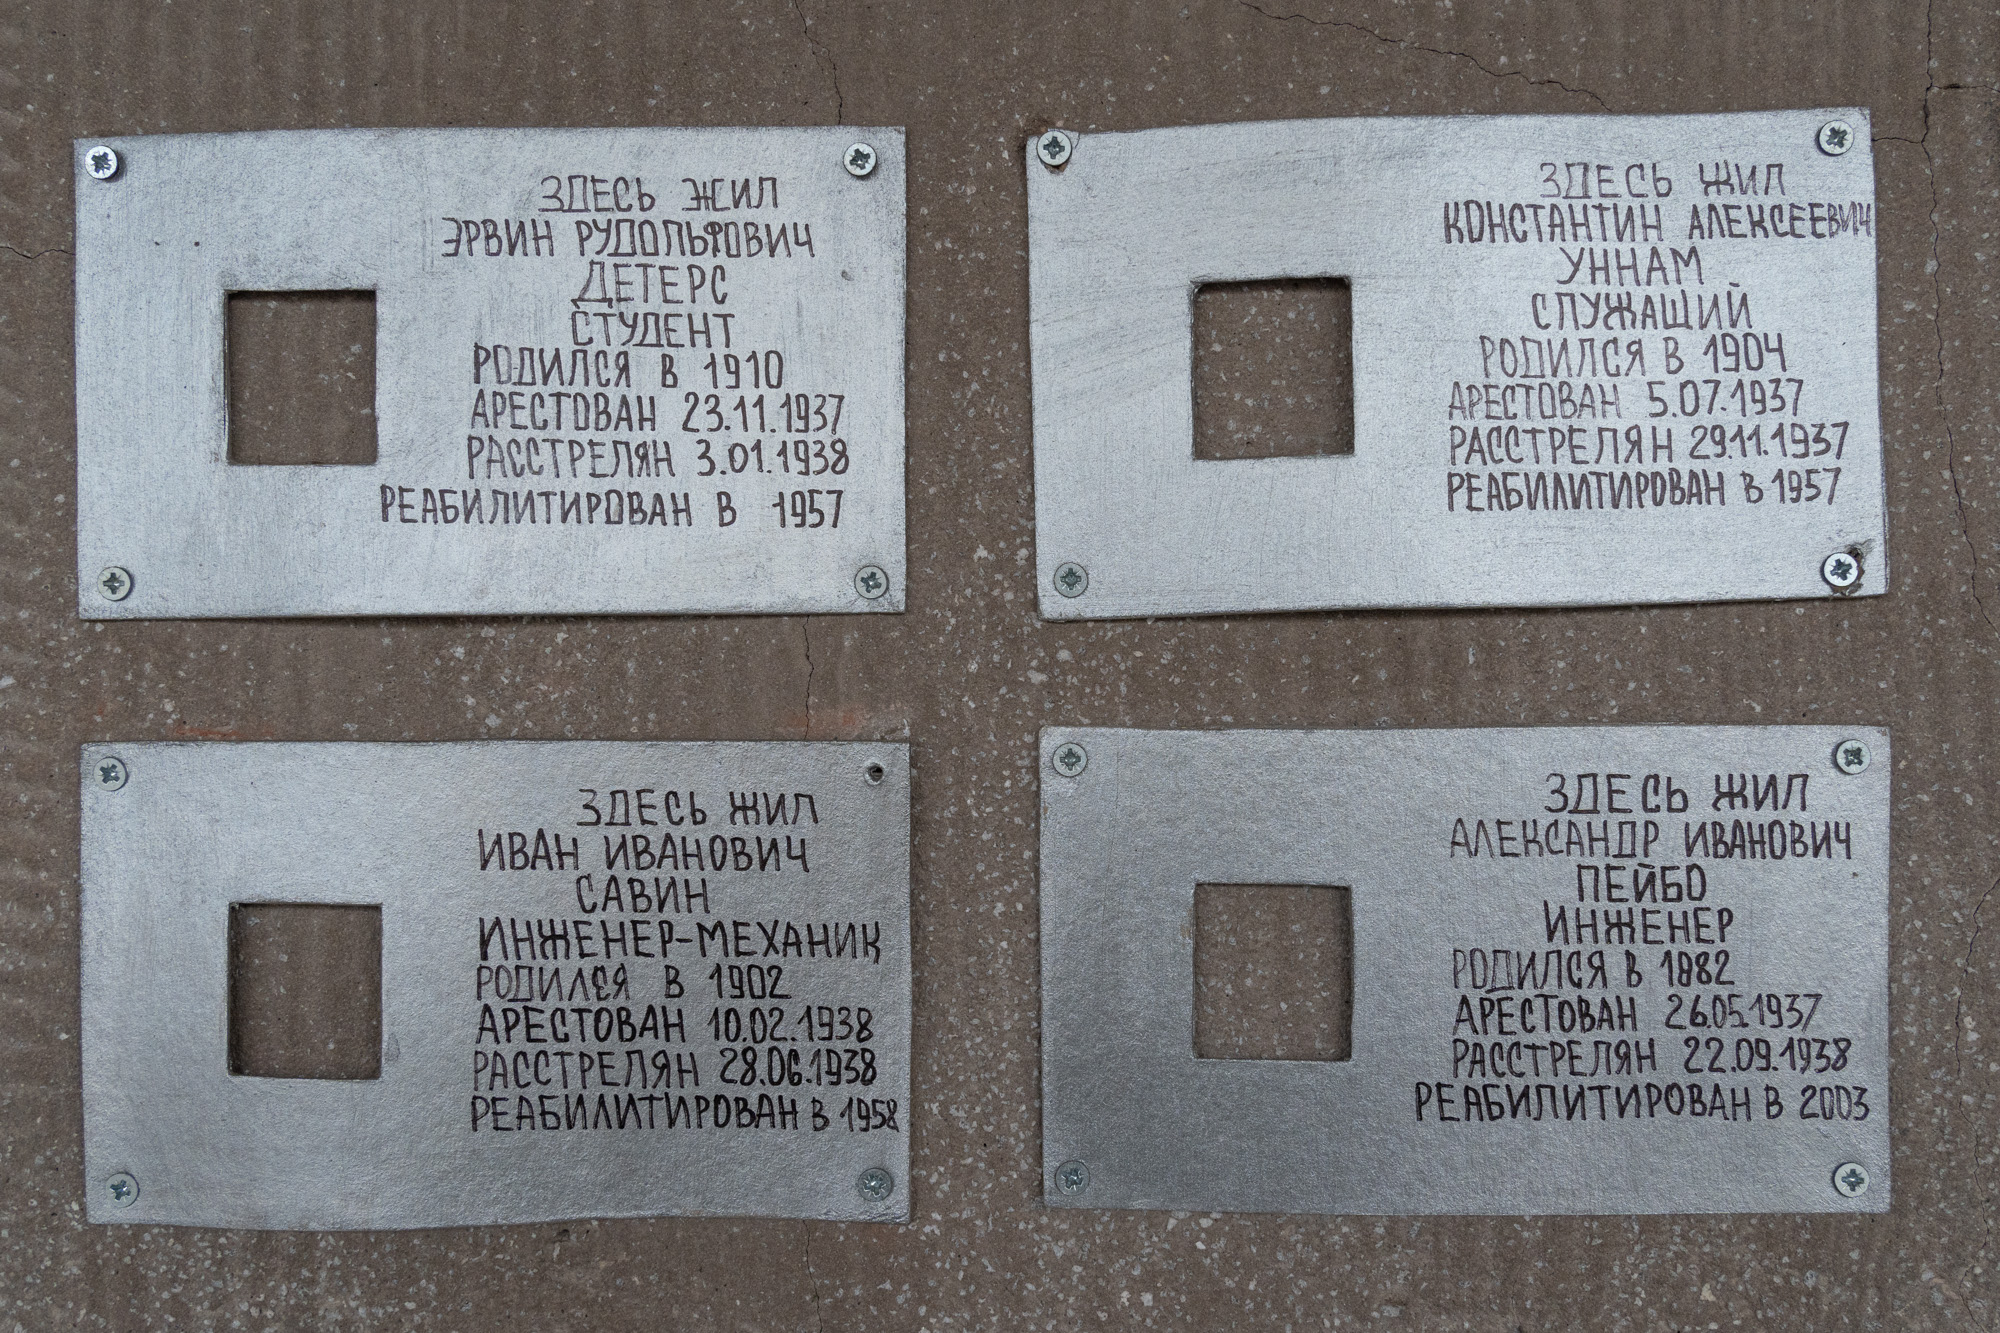 ЗДЕСЬ ЖИЛ
ЭРВИН РУДОЛЬФОВИЧ
ДЕТЕРС
СТУДЕНТ
РОДИЛСЯ В 1910
АРЕСТОВАН 23.11.1937
РАССТРЕЛЯН 3.01.1938
РЕАБИЛИТИРОВАН В 1957
ЗДЕСЬ ЖИЛ
КОНСТАНТИН АЛЕКСЕЕВИЧ
УННАМ
СЛУЖАЩИЙ
РОДИЛСЯ В 1904
АРЕСТОВАН 5.07.1937
РАССТРЕЛЯН 29.11.1937
РЕАБИЛИТИРОВАН В 1957
ЗДЕСЬ ЖИЛ
ИВАН ИВАНОВИЧ
САВИН
ИНЖЕНЕР-МЕХАНИК
РОДИЛСЯ В 1902
АРЕСТОВАН 10.02.1938
РАССТРЕЛЯН 28.06.1938
РЕАБИЛИТИРОВАН В 1958
ЗДЕСЬ ЖИЛ
АЛЕКСАНДР ИВАНОВИЧ
ПЕЙБО
ИНЖЕНЕР
РОДИЛСЯ В 1882
АРЕСТОВАН 26.05.1937
РАССТРЕЛЯН 22.09.1938
РЕАБИЛИТИРОВАН В 2003